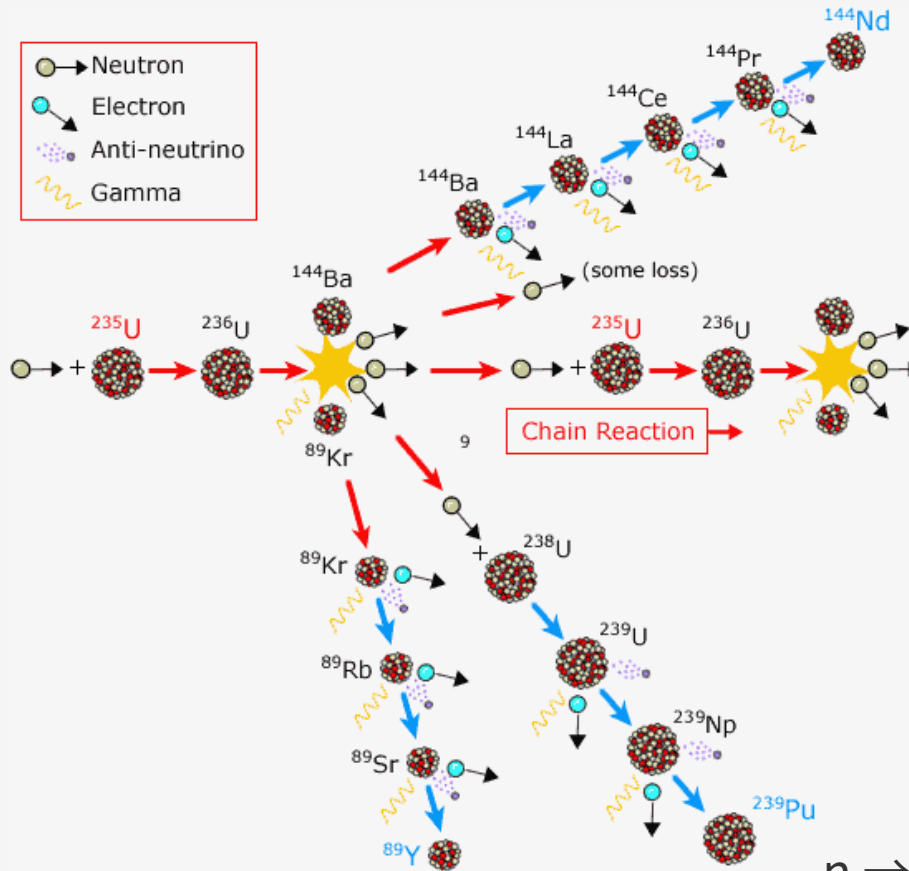 Neutron
Electron
Anti-neutrino
Gamma
¹⁴⁴Nd
¹⁴⁴Pr
¹⁴⁴Ce
¹⁴⁴La
¹⁴⁴Ba
(some loss)
¹⁴⁴Ba
+ ²³⁵U
²³⁶U
+ ²³⁵U
²³⁶U
Chain Reaction
⁸⁹Kr
9
⁸⁹Kr
+ ²³⁸U
⁸⁹Rb
²³⁹U
⁸⁹Sr
²³⁹Np
⁸⁹Y
²³⁹Pu
n →